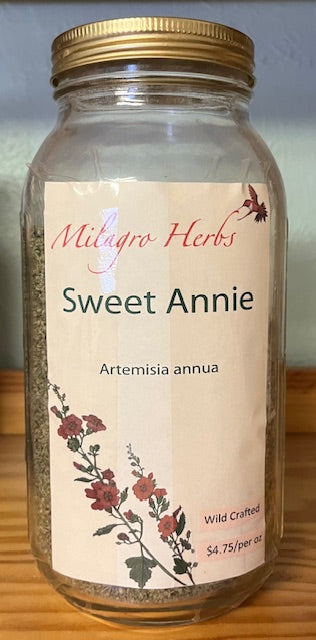 Milagro Herbs
Sweet Annie
Artemisia annua
Wild Crafted
$4.75/per oz